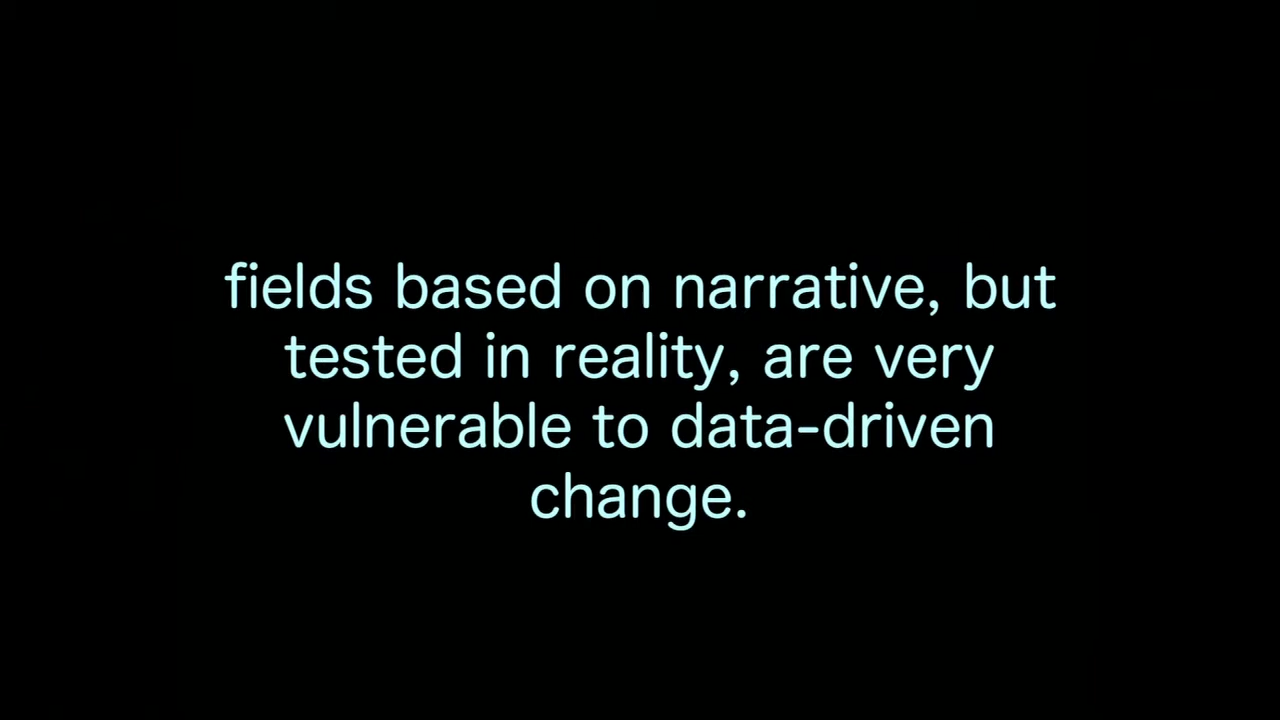 fields based on narrative, but
tested in reality, are very
vulnerable to data-driven
change.